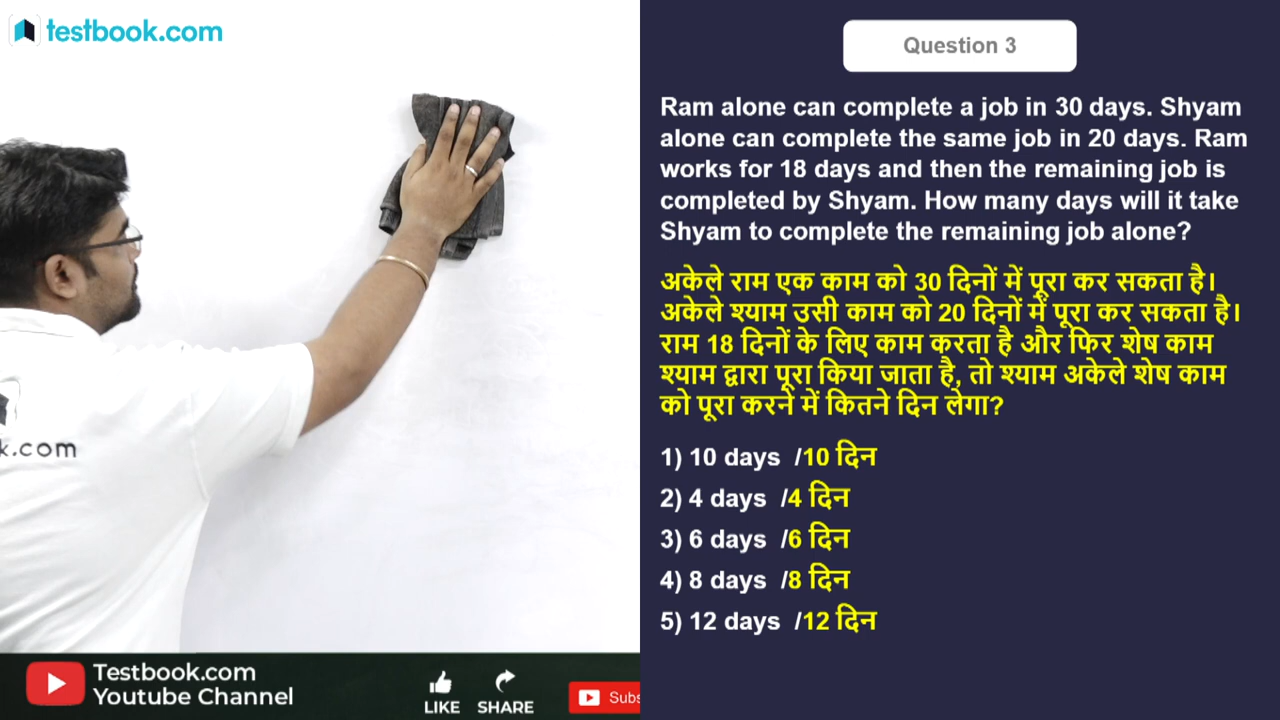 testbook.com
Question 3
Ram alone can complete a job in 30 days. Shyam
alone can complete the same job in 20 days. Ram
works for 18 days and then the remaining job is
completed by Shyam. How many days will it take
Shyam to complete the remaining job alone?
अकेले राम एक काम को 30 दिनों में पूरा कर सकता है।
अकेले श्याम उसी काम को 20 दिनों में पूरा कर सकता है।
राम 18 दिनों के लिए काम करता है और फिर शेष काम
श्याम द्वारा पूरा किया जाता है, तो श्याम अकेले शेष काम
को पूरा करने में कितने दिन लेगा?
1) 10 days /10 दिन
2) 4 days /4 दिन
3) 6 days /6 दिन
4) 8 days /8 दिन
5) 12 days /12 दिन
k.com
Testbook.com
Youtube Channel
LIKE
SHARE
Subs